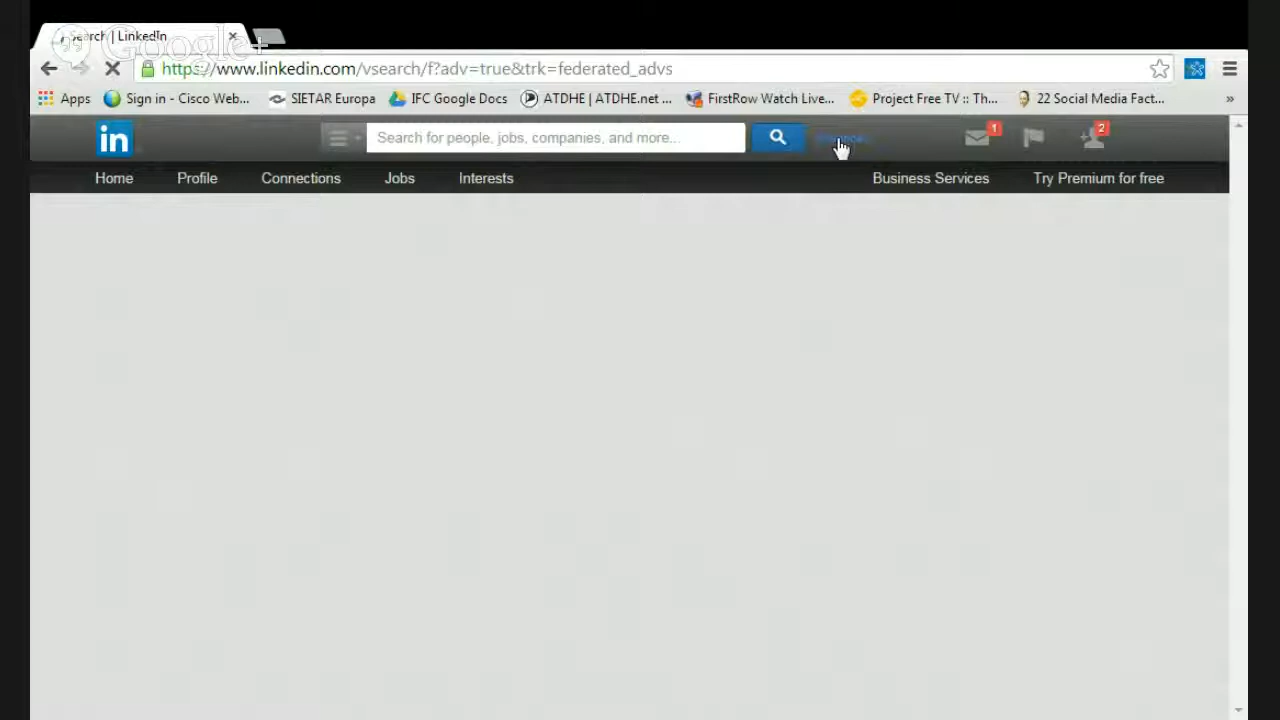 Search | LinkedIn
Google+
https://www.linkedin.com/vsearch/f?adv=true&trk=federated_advs
Apps Sign in - Cisco Web... SIETAR Europa IFC Google Docs ATDHE | ATDHE.net ... FirstRow Watch Live... Project Free TV :: Th... 22 Social Media Fact... »
in Search for people, jobs, companies, and more... 1 2
Home Profile Connections Jobs Interests Business Services Try Premium for free